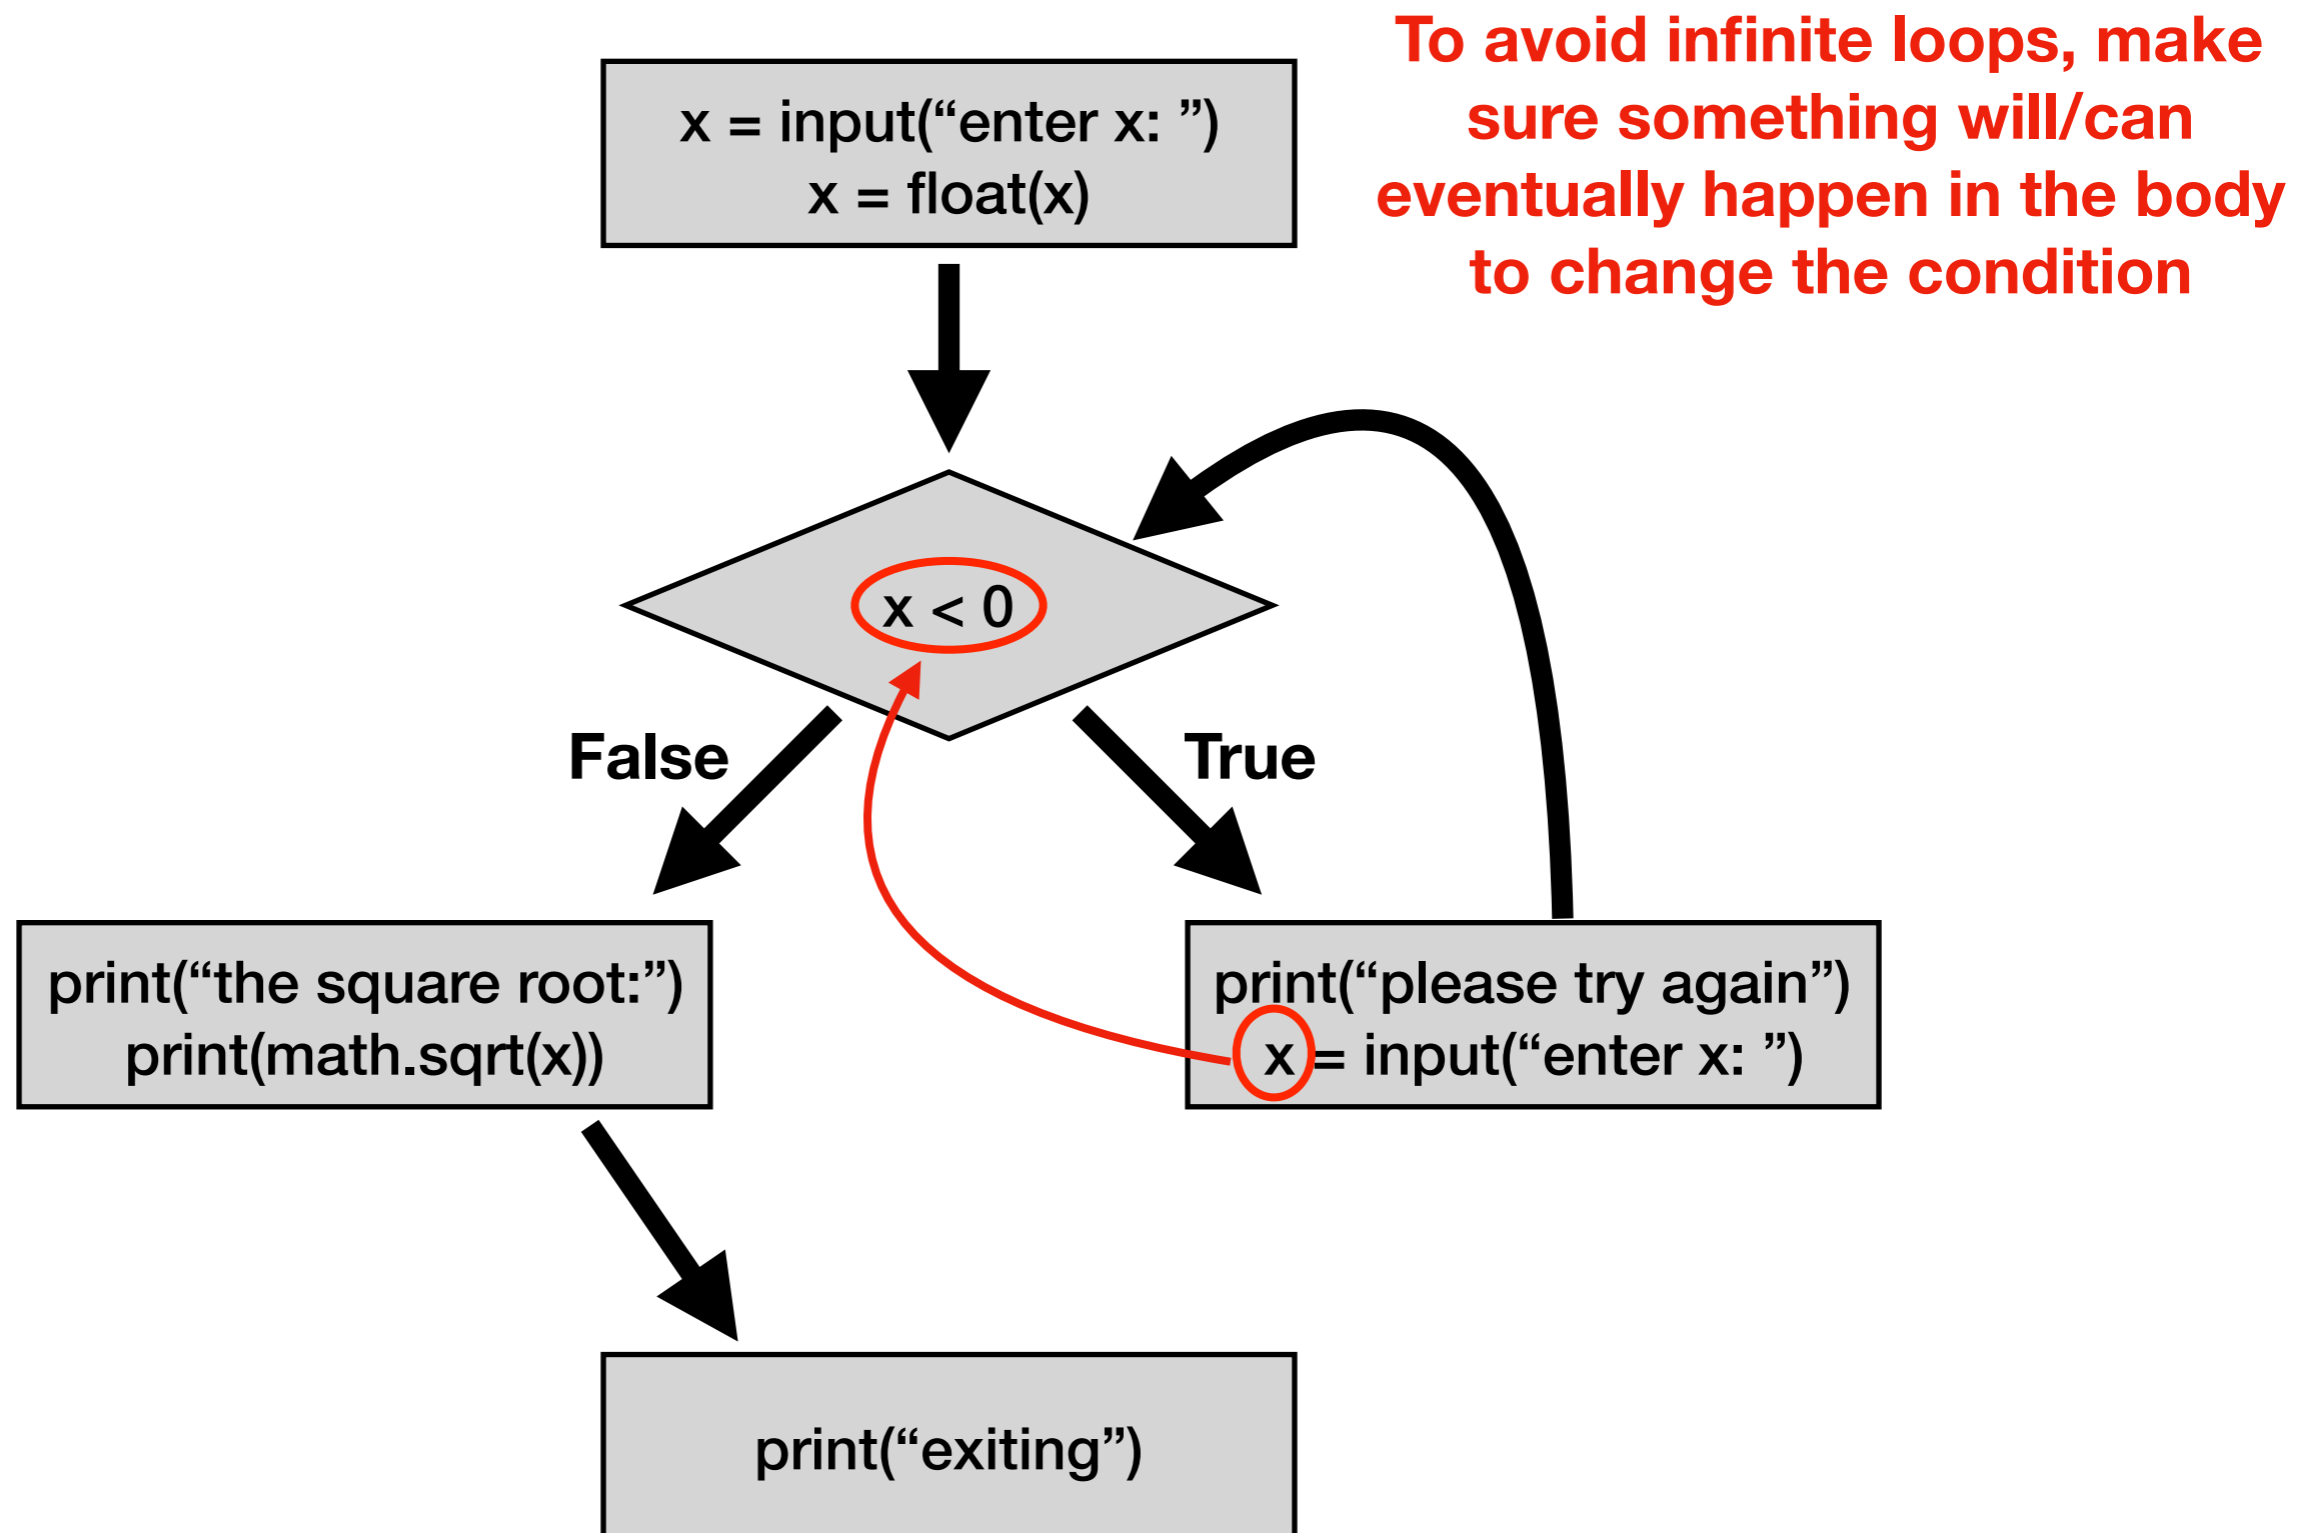 To avoid infinite loops, make
sure something will/can
eventually happen in the body
to change the condition
x = input(“enter x: ”)
x = float(x)
x < 0
False
True
print(“the square root:”)
print(math.sqrt(x))
print(“please try again”)
x = input(“enter x: ”)
print(“exiting”)